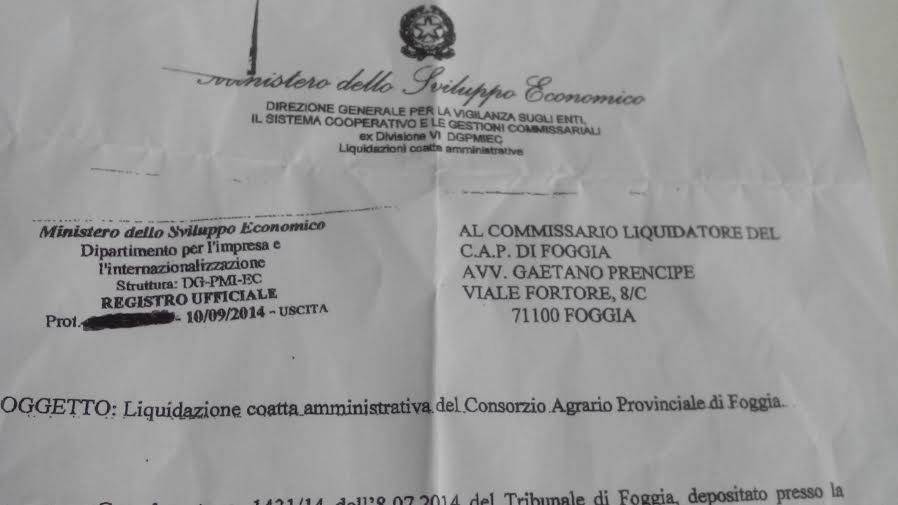 Ministero dello Sviluppo Economico
DIREZIONE GENERALE PER LA VIGILANZA SUGLI ENTI,
IL SISTEMA COOPERATIVO E LE GESTIONI COMMISSARIALI
ex Divisione VI DGPMIEC
Liquidazioni coatta amministrative
Ministero dello Sviluppo Economico
Dipartimento per l'impresa e
l'internazionalizzazione
Struttura: DG-PMI-EC
REGISTRO UFFICIALE
Prot. - 10/09/2014 - USCITA
AL COMMISSARIO LIQUIDATORE DEL
C.A.P. DI FOGGIA
AVV. GAETANO PRENCIPE
VIALE FORTORE, 8/C
71100 FOGGIA
OGGETTO: Liquidazione coatta amministrativa del Consorzio Agrario Provinciale di Foggia.
1431/14 dell'8.07.2014 del Tribunale di Foggia, depositato presso la